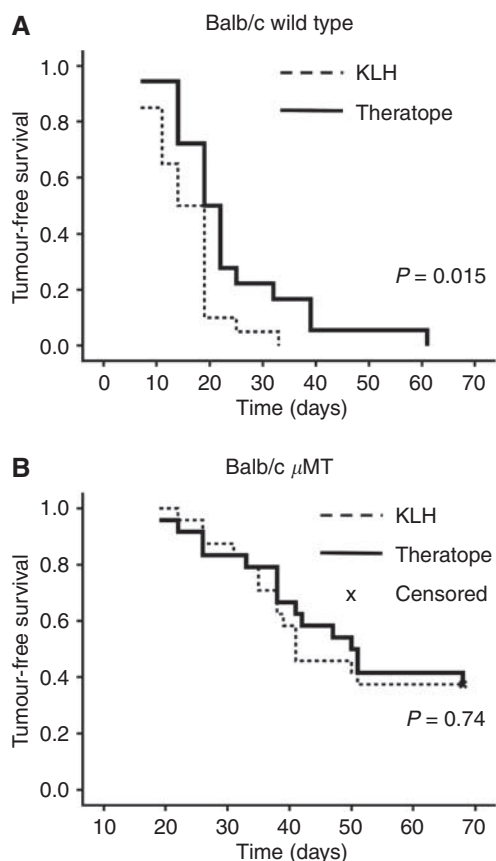 A
Balb/c wild type
KLH
Theratope
Tumour-free survival
1.0
0.8
0.6
0.4
0.2
0.0
P = 0.015
0 10 20 30 40 50 60 70
Time (days)
B
Balb/c μMT
KLH
Theratope
x Censored
Tumour-free survival
1.0
0.8
0.6
0.4
0.2
0.0
P = 0.74
10 20 30 40 50 60 70
Time (days)